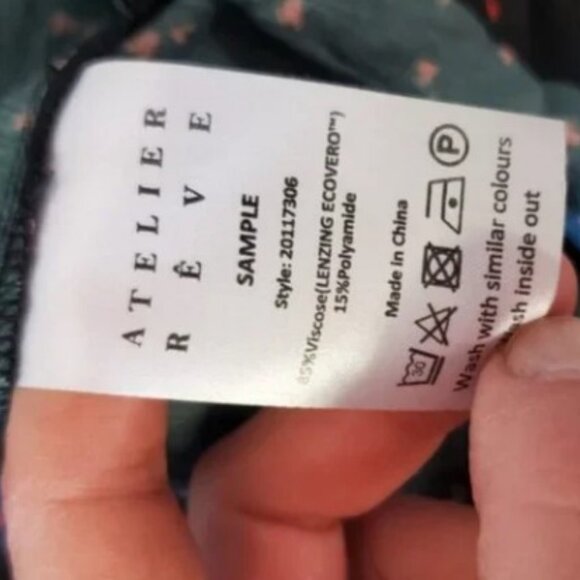 ATELIER
RÊVE
SAMPLE
Style: 20117306
85%Viscose(LENZING ECOVERO™)
15%Polyamide
Made in China
30 P
Wash with similar colours
inside out